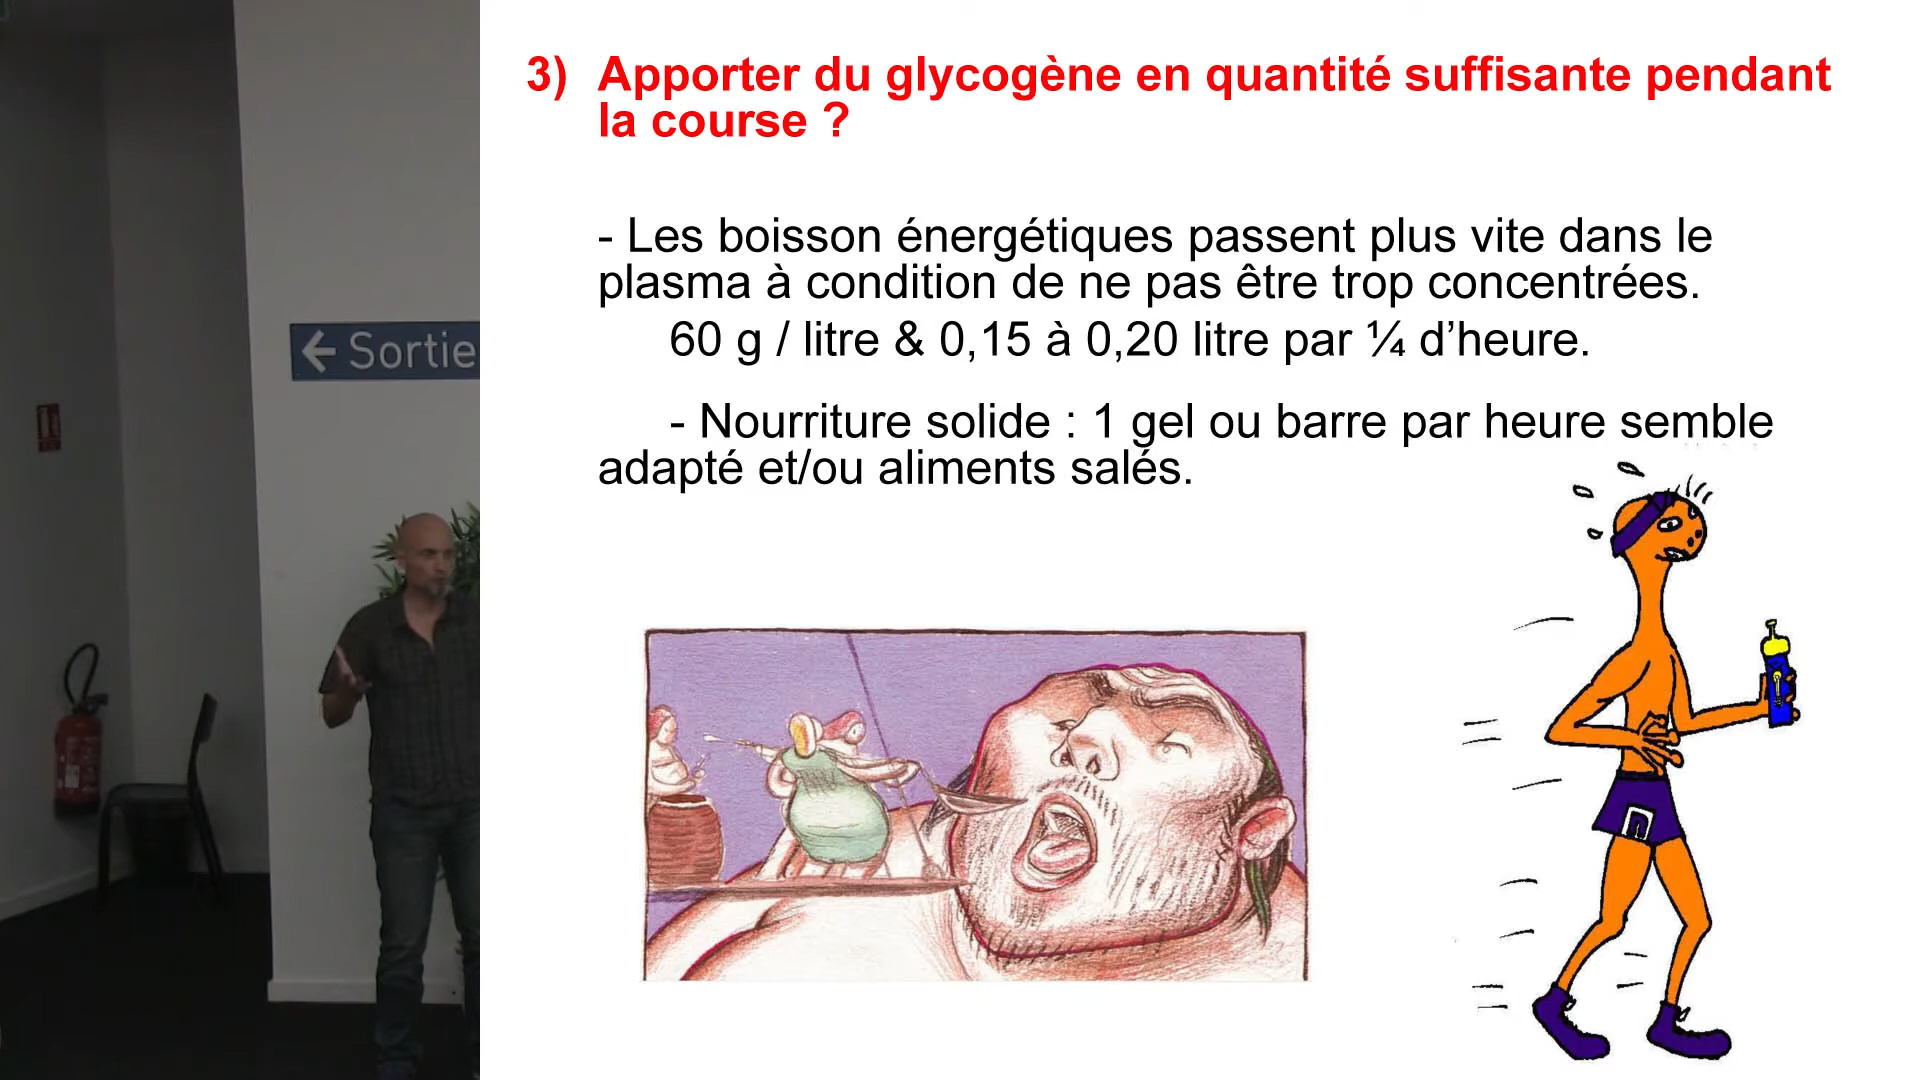 3) Apporter du glycogène en quantité suffisante pendant
la course ?
- Les boisson énergétiques passent plus vite dans le
plasma à condition de ne pas être trop concentrées.
60 g / litre & 0,15 à 0,20 litre par ¼ d’heure.
- Nourriture solide : 1 gel ou barre par heure semble
adapté et/ou aliments salés.
← Sortie